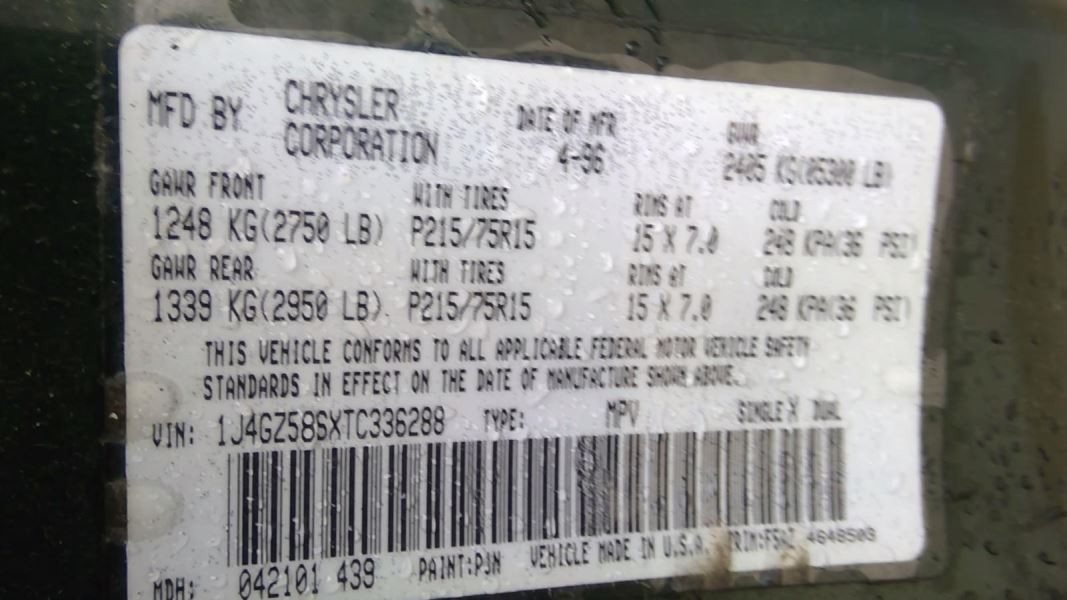 MFD BY CHRYSLER CORPORATION DATE OF MFR 4-96 GVWR 2405 KG(05300 LB)
GAWR FRONT WITH TIRES RIMS AT COLD
1248 KG(2750 LB) P215/75R15 15 X 7.0 248 KPA(36 PSI)
GAWR REAR WITH TIRES RIMS AT COLD
1339 KG(2950 LB) P215/75R15 15 X 7.0 248 KPA(36 PSI)
THIS VEHICLE CONFORMS TO ALL APPLICABLE FEDERAL MOTOR VEHICLE SAFETY
STANDARDS IN EFFECT ON THE DATE OF MANUFACTURE SHOWN ABOVE.
VIN: 1J4GZ58SXTC336288 TYPE: MPV SINGLE X DUAL
MDH: 042101 439 PAINT: VEHICLE MADE IN U.S.A. 4648503